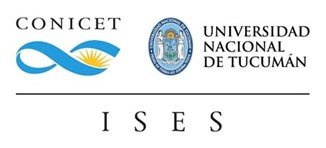 CONICET
UNIVERSIDAD
NACIONAL
DE TUCUMÁN
I S E S